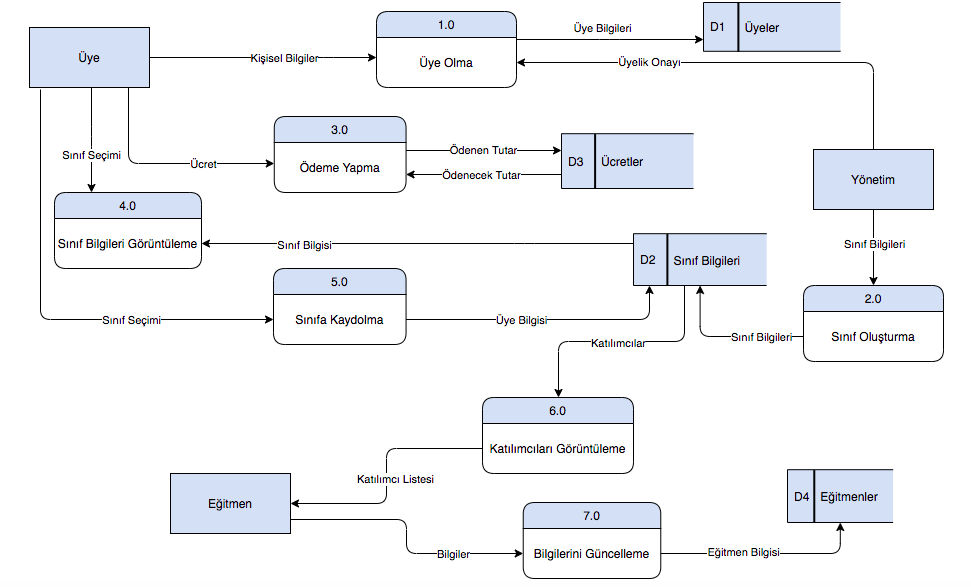 1.0
Üye Bilgileri
D1
Üyeler
Üye
Kişisel Bilgiler
Üye Olma
Üyelik Onayı
3.0
Sınıf Seçimi
Ücret
Ödeme Yapma
Ödenen Tutar
Ödenecek Tutar
D3
Ücretler
Yönetim
4.0
Sınıf Bilgileri Görüntüleme
Sınıf Bilgisi
D2
Sınıf Bilgileri
Sınıf Bilgileri
5.0
Sınıf Seçimi
Sınıfa Kaydolma
Üye Bilgisi
2.0
Sınıf Bilgileri
Sınıf Oluşturma
Katılımcılar
6.0
Katılımcıları Görüntüleme
Katılımcı Listesi
Eğitmen
D4
Eğitmenler
7.0
Bilgiler
Bilgilerini Güncelleme
Eğitmen Bilgisi